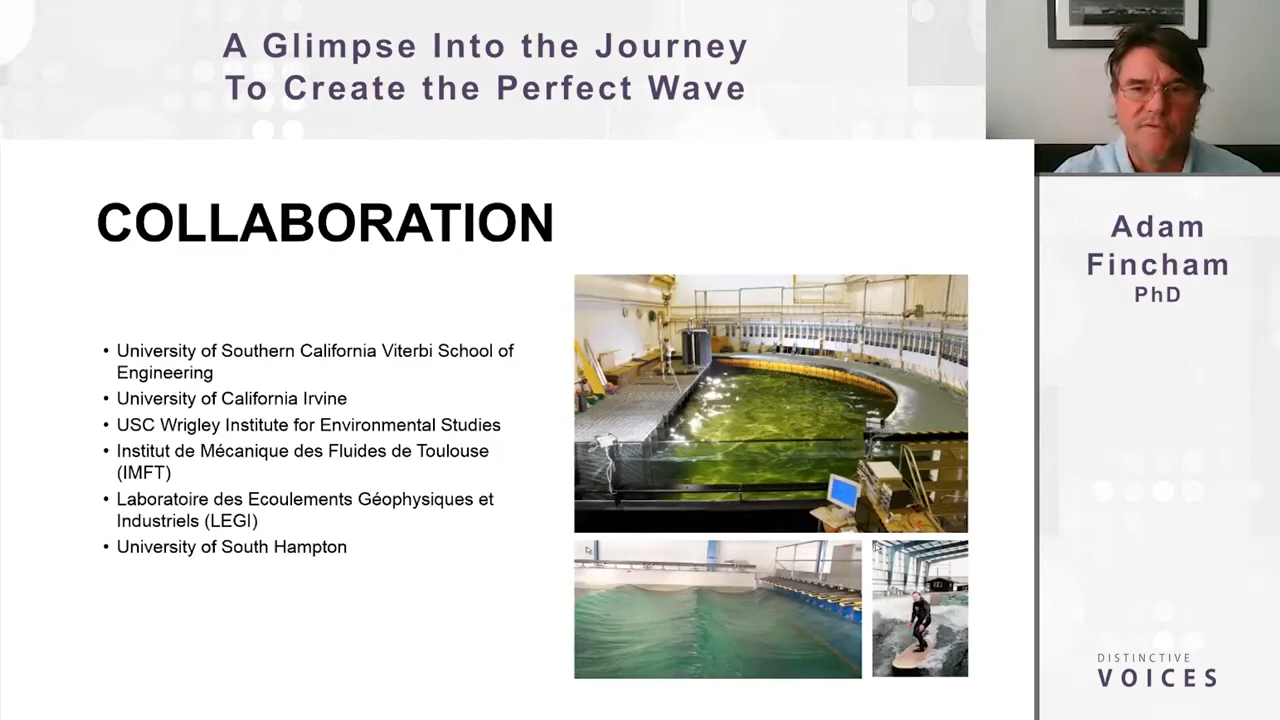 A Glimpse Into the Journey
To Create the Perfect Wave
COLLABORATION
• University of Southern California Viterbi School of
Engineering
• University of California Irvine
• USC Wrigley Institute for Environmental Studies
• Institut de Mécanique des Fluides de Toulouse
(IMFT)
• Laboratoire des Ecoulements Géophysiques et
Industriels (LEGI)
• University of South Hampton
Adam
Fincham
PhD
DISTINCTIVE
VOICES